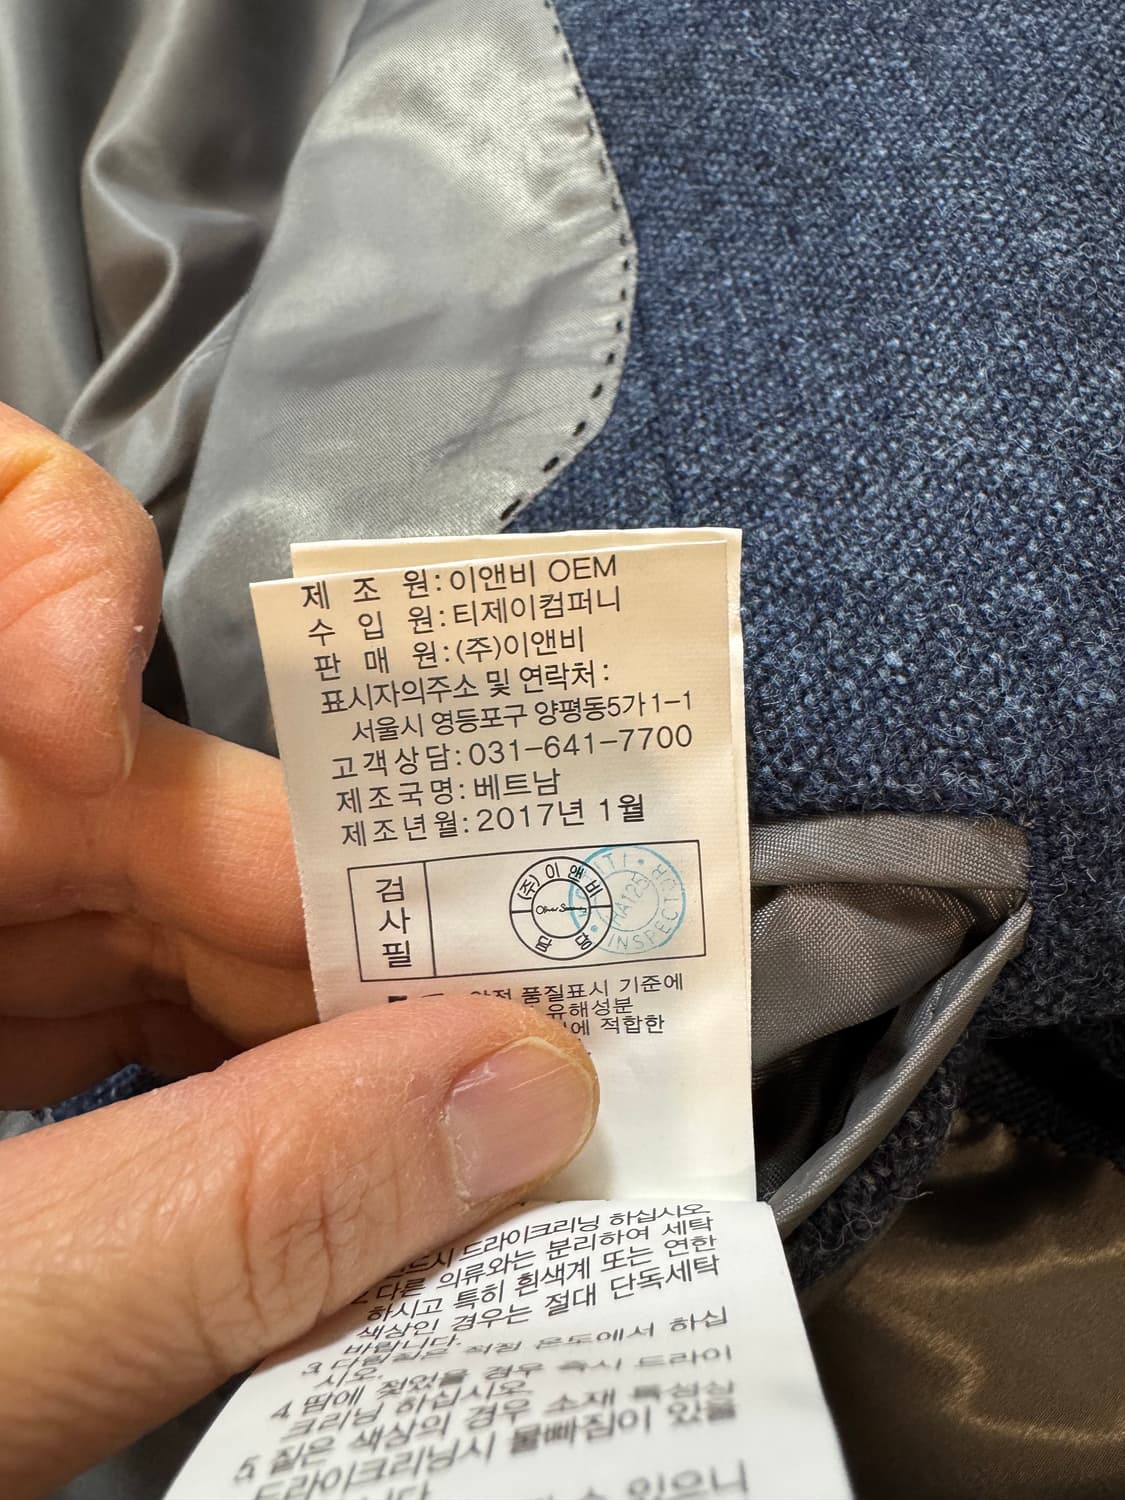 제 조 원:이앤비 OEM
수 입 원:티제이컴퍼니
판 매 원:(주)이앤비
표시자의주소 및 연락처:
서울시 영등포구 양평동5가 1-1
고객상담:031-641-7700
제조국명:베트남
제조년월:2017년 1월
검사필
(주)이앤비
INSPECTOR
HA125
품질표시 기준에
유해성분
적합한
드라이크리닝 하십시오
다른 의류와는 분리하여 세탁
하시고 특히 흰색계 또는 연한
색상인 경우는 절대 단독세탁
바랍니다.
3 다림질은 적정 온도에서 하십
시오.
4 땀에 젖었을 경우 즉시 드라이
크리닝 하십시오
5 짙은 색상의 경우 소재 특성상
드라이크리닝시 물빠짐이 있을
수 있으니